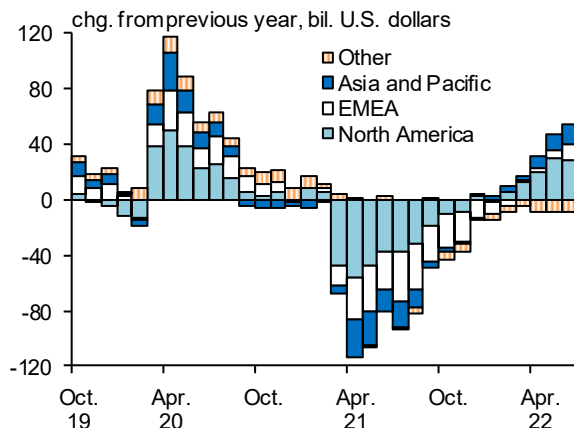 chg. from previous year, bil. U.S. dollars
120
80
40
0
-40
-80
-120
Other
Asia and Pacific
EMEA
North America
Oct. Apr. Oct. Apr. Oct. Apr.
19 20 21 22